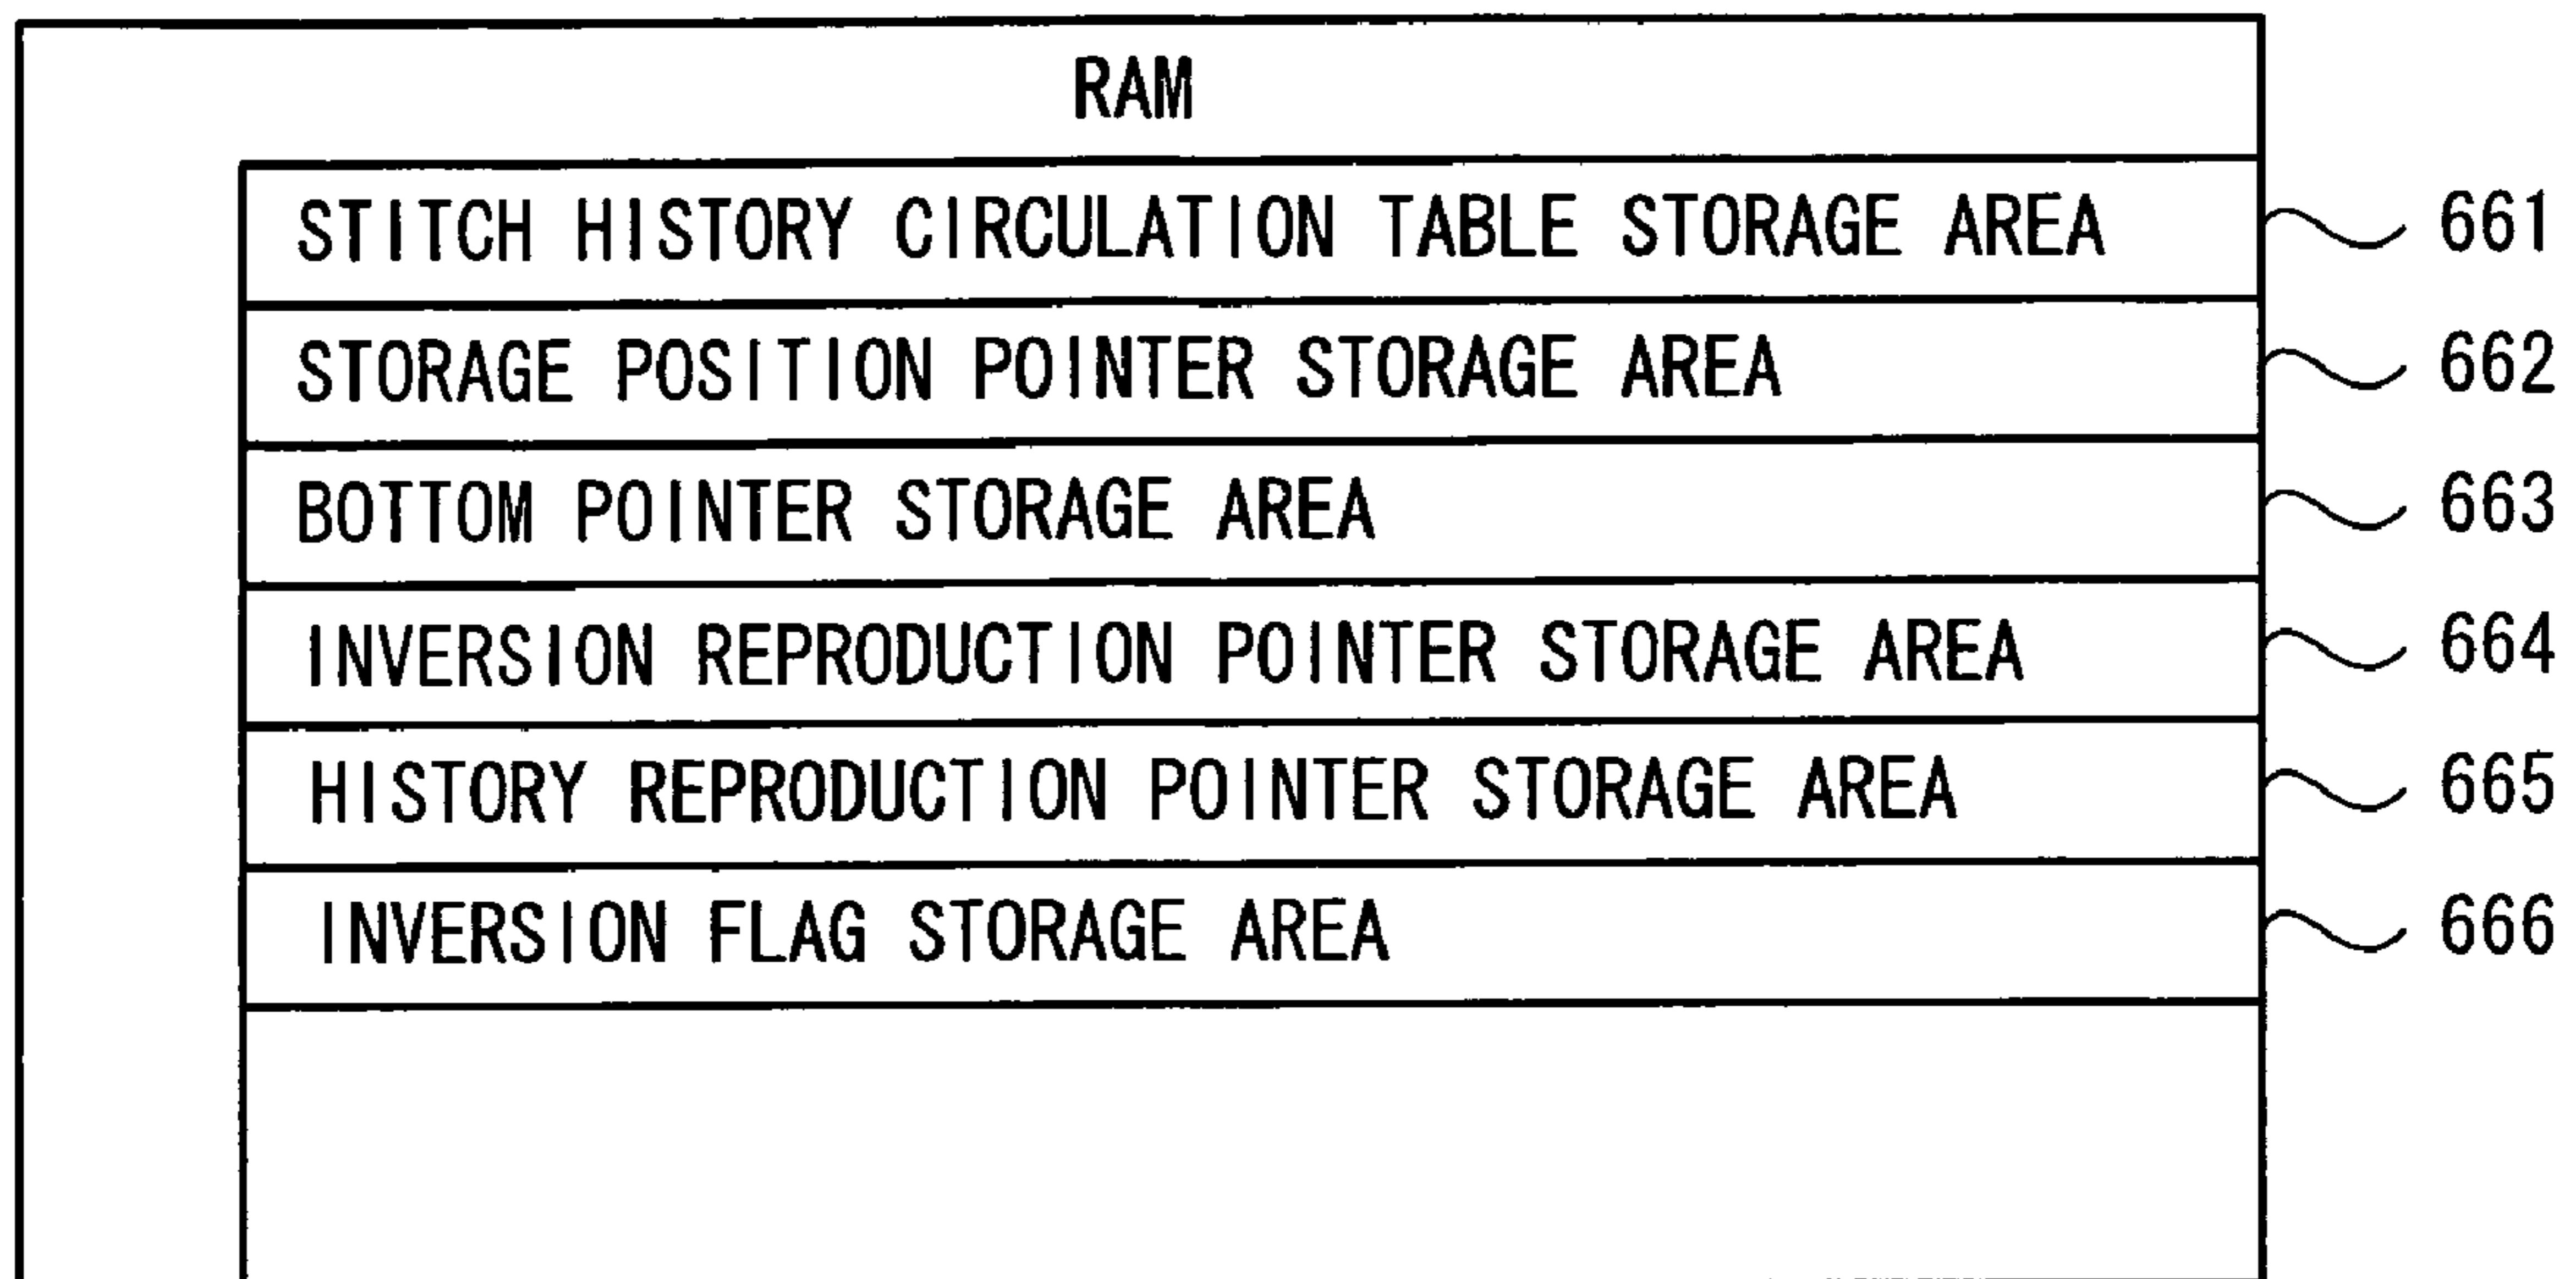 RAM
STITCH HISTORY CIRCULATION TABLE STORAGE AREA 661
STORAGE POSITION POINTER STORAGE AREA 662
BOTTOM POINTER STORAGE AREA 663
INVERSION REPRODUCTION POINTER STORAGE AREA 664
HISTORY REPRODUCTION POINTER STORAGE AREA 665
INVERSION FLAG STORAGE AREA 666